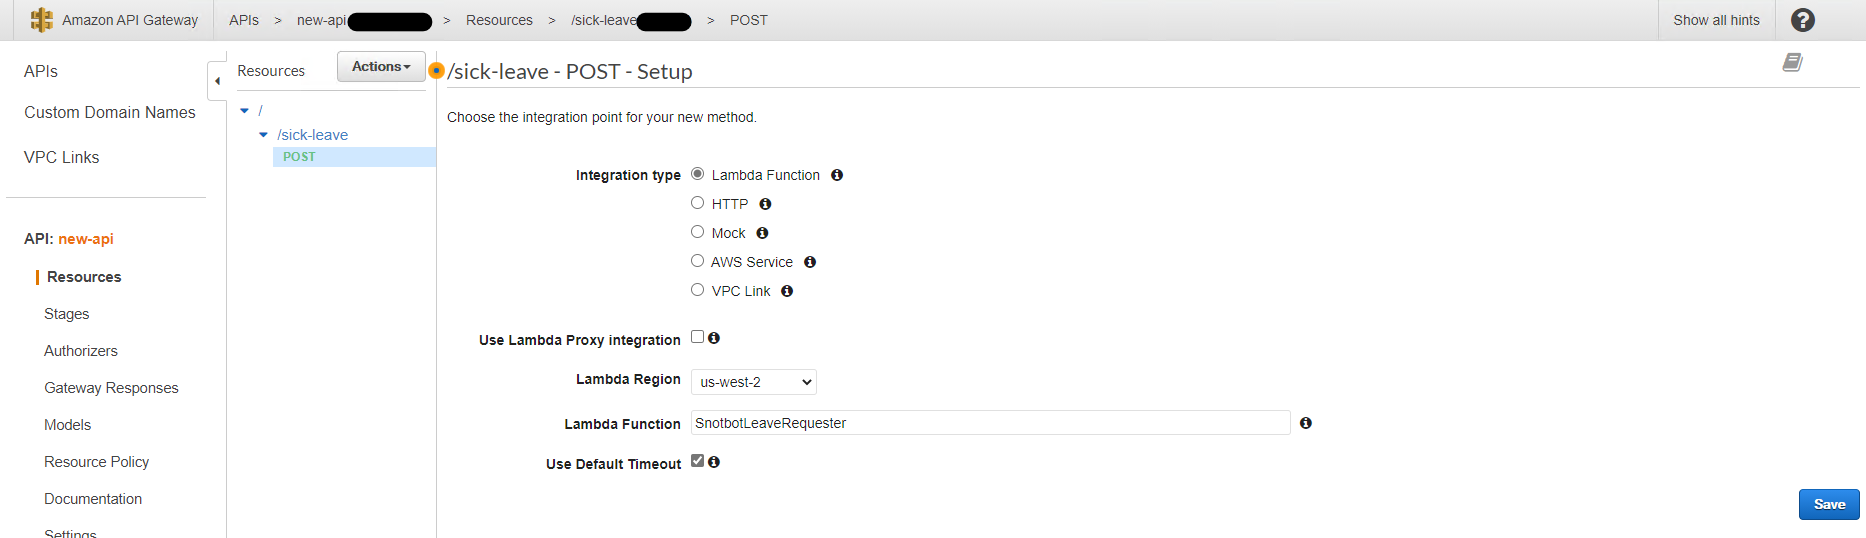 Amazon API Gateway APIs > new-api > Resources > /sick-leave > POST Show all hints ?
APIs
Custom Domain Names
VPC Links
API: new-api
Resources
Stages
Authorizers
Gateway Responses
Models
Resource Policy
Documentation
Settings
Resources Actions
/
/sick-leave
POST
/sick-leave - POST - Setup
Choose the integration point for your new method.
Integration type Lambda Function
HTTP
Mock
AWS Service
VPC Link
Use Lambda Proxy integration
Lambda Region us-west-2
Lambda Function SnotbotLeaveRequester
Use Default Timeout
Save